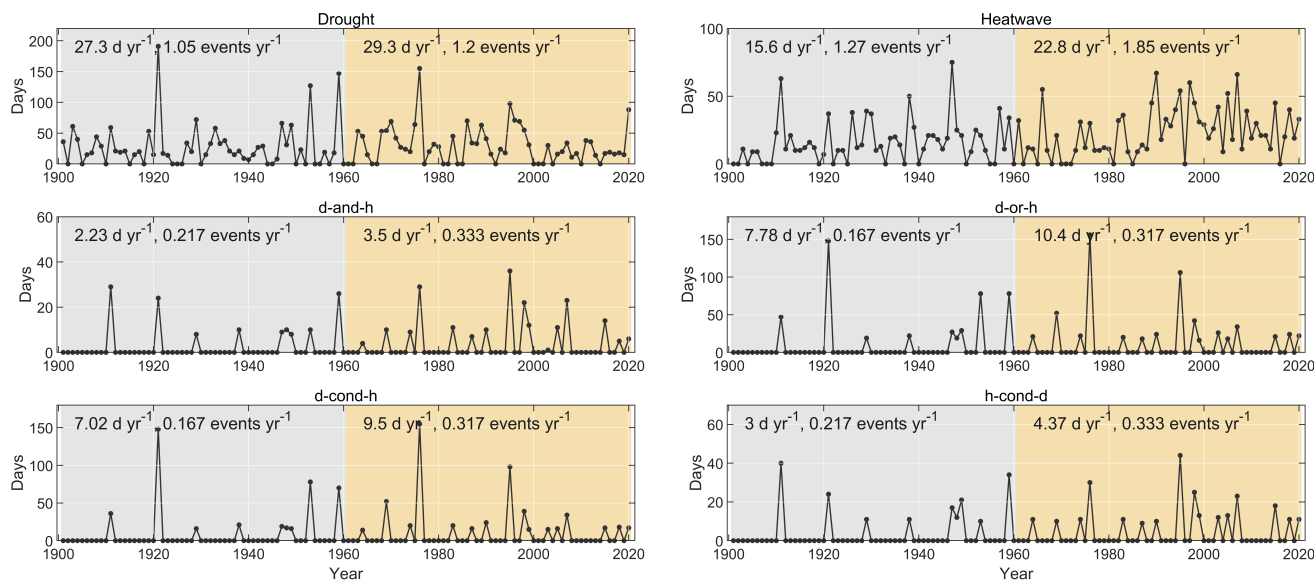 Drought
27.3 d yr-1, 1.05 events yr-1
29.3 d yr-1, 1.2 events yr-1
Days
200
150
100
50
0
1900 1920 1940 1960 1980 2000 2020
Heatwave
15.6 d yr-1, 1.27 events yr-1
22.8 d yr-1, 1.85 events yr-1
Days
100
50
0
1900 1920 1940 1960 1980 2000 2020
d-and-h
2.23 d yr-1, 0.217 events yr-1
3.5 d yr-1, 0.333 events yr-1
Days
60
40
20
0
1900 1920 1940 1960 1980 2000 2020
d-or-h
7.78 d yr-1, 0.167 events yr-1
10.4 d yr-1, 0.317 events yr-1
Days
150
100
50
0
1900 1920 1940 1960 1980 2000 2020
d-cond-h
7.02 d yr-1, 0.167 events yr-1
9.5 d yr-1, 0.317 events yr-1
Days
150
100
50
0
1900 1920 1940 1960 1980 2000 2020
Year
h-cond-d
3 d yr-1, 0.217 events yr-1
4.37 d yr-1, 0.333 events yr-1
Days
60
40
20
0
1900 1920 1940 1960 1980 2000 2020
Year